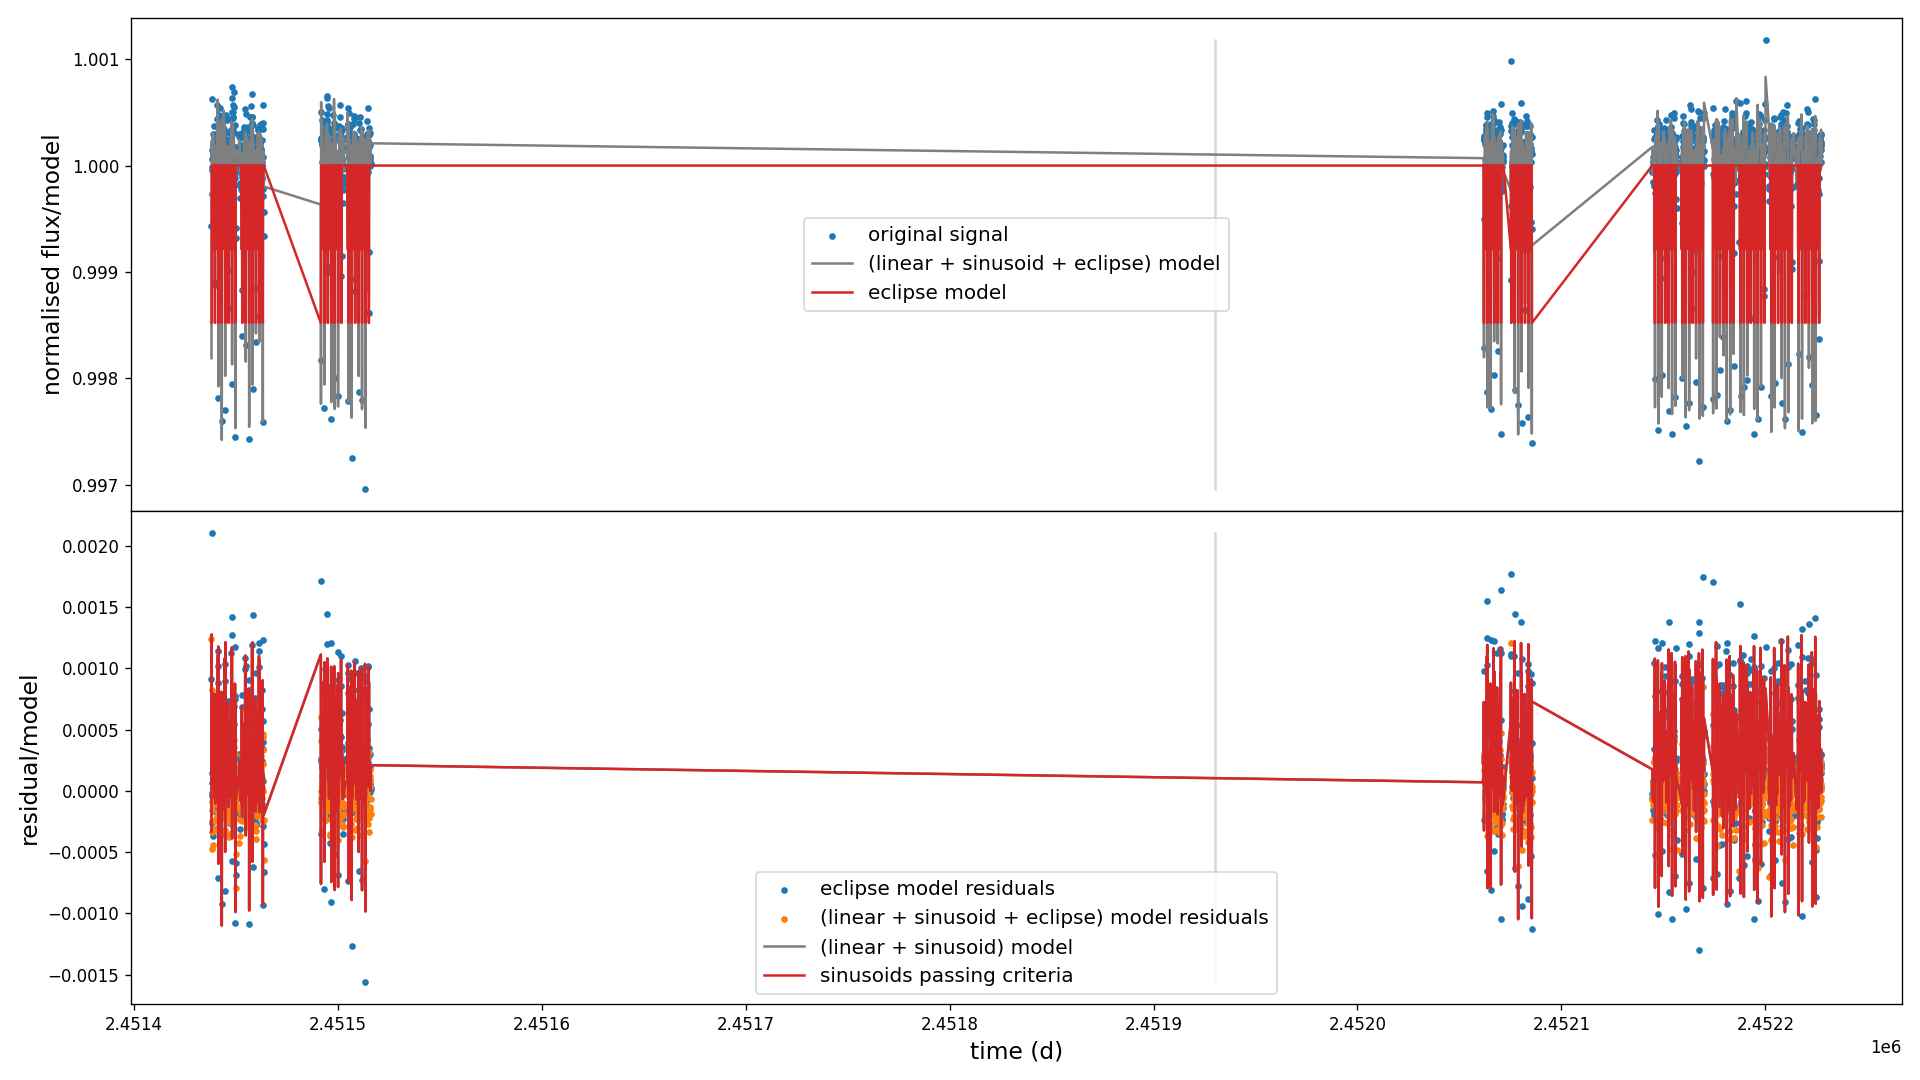 1.001
1.000
0.999
0.998
0.997
normalised flux/model
original signal
(linear + sinusoid + eclipse) model
eclipse model
0.0020
0.0015
0.0010
0.0005
0.0000
−0.0005
−0.0010
−0.0015
residual/model
eclipse model residuals
(linear + sinusoid + eclipse) model residuals
(linear + sinusoid) model
sinusoids passing criteria
2.4514 2.4515 2.4516 2.4517 2.4518 2.4519 2.4520 2.4521 2.4522
1e6
time (d)